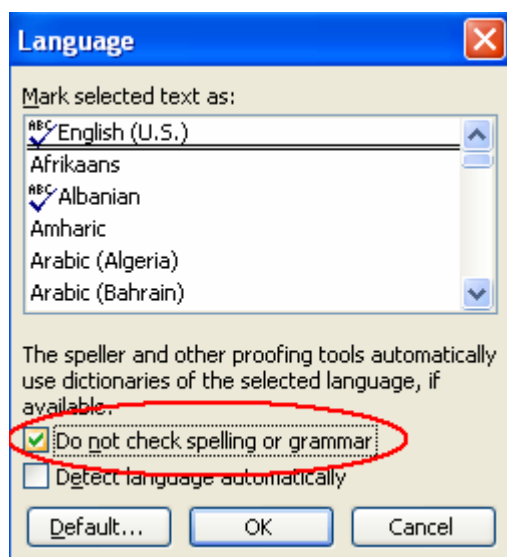 Language
Mark selected text as:
ABC English (U.S.)
Afrikaans
ABC Albanian
Amharic
Arabic (Algeria)
Arabic (Bahrain)
The speller and other proofing tools automatically
use dictionaries of the selected language, if
available.
Do not check spelling or grammar
Detect language automatically
Default... OK Cancel